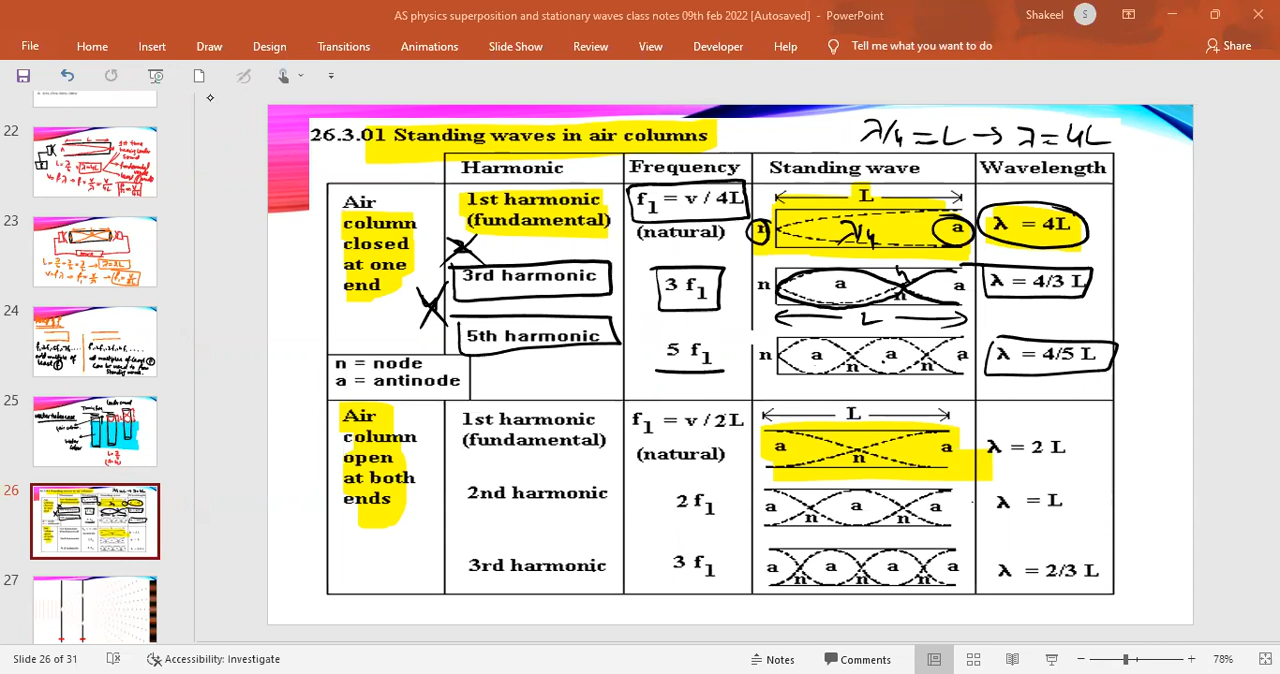 AS physics superposition and stationary waves class notes 09th feb 2022 [Autosaved] - PowerPoint
Shakeel
S
File Home Insert Draw Design Transitions Animations Slide Show Review View Developer Help Tell me what you want to do
Share
22
23
24
25
26
27
26.3.01 Standing waves in air columns
λ/4 = L → λ = 4L
Harmonic Frequency Standing wave Wavelength
Air column closed at one end
1st harmonic
(fundamental)
f1 = v / 4L
(natural)
L
n λ/4 a
λ = 4L
3rd harmonic
3 f1
n a n a
λ = 4/3 L
L
5th harmonic
5 f1
n a n a n a
λ = 4/5 L
n = node
a = antinode
Air column open at both ends
1st harmonic
(fundamental)
f1 = v / 2L
(natural)
L
a n a
λ = 2 L
2nd harmonic
2 f1
a n a n a
λ = L
3rd harmonic
3 f1
a n a n a n a
λ = 2/3 L
Slide 26 of 31
Accessibility: Investigate
Notes
Comments
78%